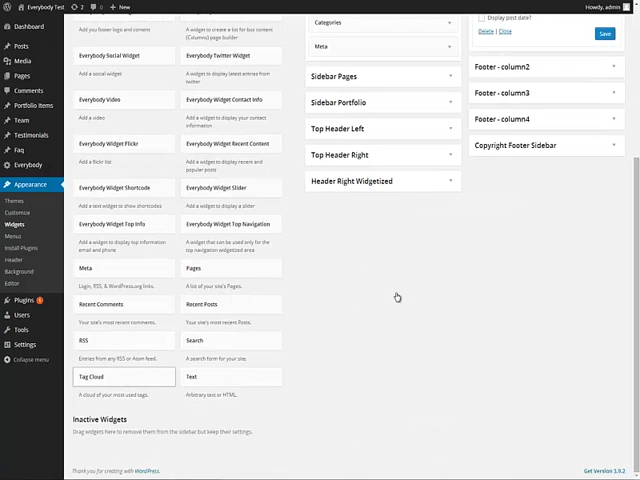 Everybody Test
2
0
New
Howdy, admin
Dashboard
Posts
Media
Pages
Comments
Portfolio Items
Team
Testimonials
Faq
Everybody
Appearance
Themes
Customize
Widgets
Menus
Install Plugins
Header
Background
Editor
Plugins
Users
Tools
Settings
Collapse menu
Add you footer logo and content
A widget to create a list for box content (Columns) page builder
Everybody Social Widget
Everybody Twitter Widget
Add a social widget
A widget to display latest entries from twitter
Everybody Video
Everybody Widget Contact Info
Add a video
A widget to display your contact information
Everybody Widget Flickr
Everybody Widget Recent Content
Add a flickr list
A widget to display recent and popular posts
Everybody Widget Shortcode
Everybody Widget Slider
Add a text widget to show shortcodes
Add a widget to display a slider
Everybody Widget Top Info
Everybody Widget Top Navigation
Add a widget to display top information email and phone
A widget that can be used only for the top navigation widgetized area
Meta
Pages
Login, RSS, & WordPress.org links.
A list of your site's Pages.
Recent Comments
Recent Posts
Your site's most recent comments.
Your site's most recent Posts.
RSS
Search
Entries from any RSS or Atom feed.
A search form for your site.
Tag Cloud
Text
A cloud of your most used tags.
Arbitrary text or HTML.
Inactive Widgets
Drag widgets here to remove them from the sidebar but keep their settings.
Categories
Meta
Sidebar Pages
Sidebar Portfolio
Top Header Left
Top Header Right
Header Right Widgetized
Display post date?
Delete | Close
Save
Footer - column2
Footer - column3
Footer - column4
Copyright Footer Sidebar
Thank you for creating with WordPress.
Get Version 3.9.2